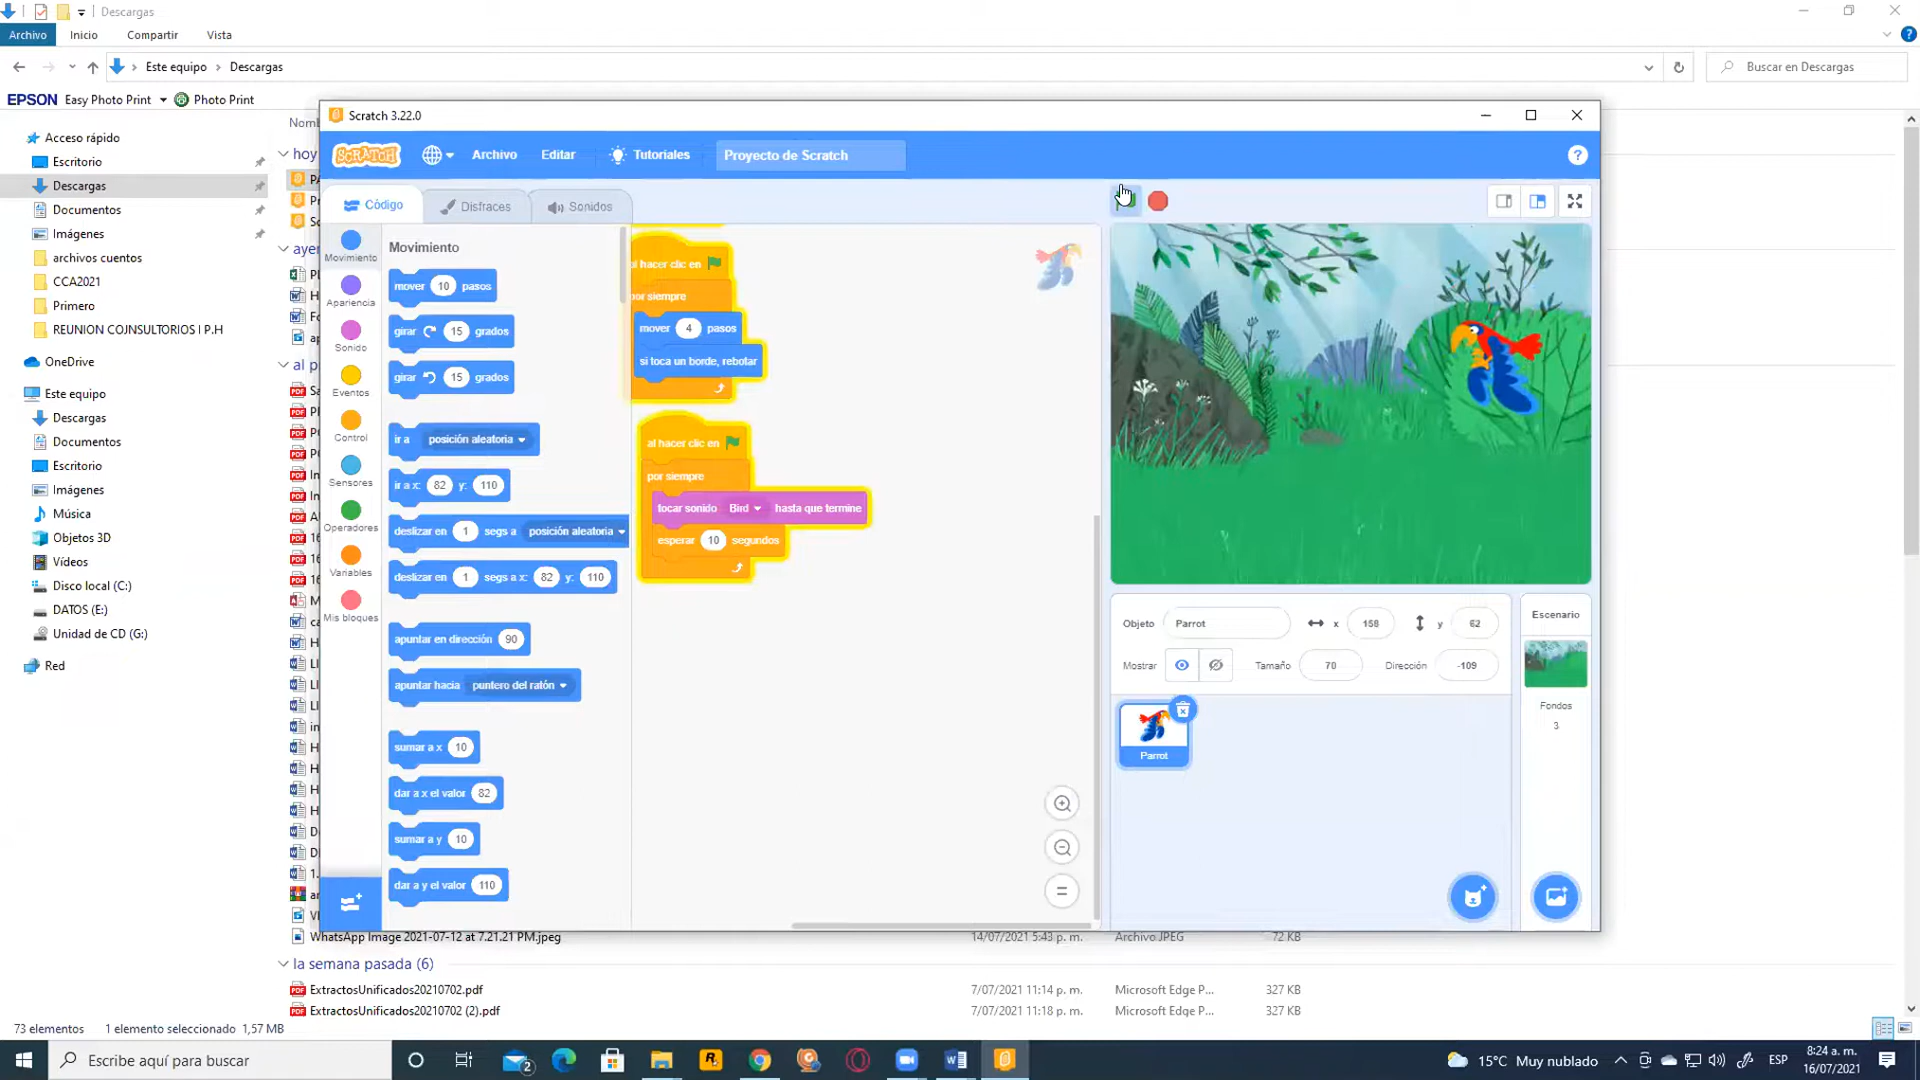 Descargas
Archivo Inicio Compartir Vista
Este equipo Descargas Buscar en Descargas
EPSON Easy Photo Print Photo Print
Acceso rápido
Escritorio
Descargas
Documentos
Imágenes
archivos cuentos
CCA2021
Primero
REUNION COJNSULTORIOS I P.H
OneDrive
Este equipo
Descargas
Documentos
Escritorio
Imágenes
Música
Objetos 3D
Vídeos
Disco local (C:)
DATOS (E:)
Unidad de CD (G:)
Red
hoy
Scratch 3.22.0
SCRATCH Archivo Editar Tutoriales Proyecto de Scratch
Código Disfraces Sonidos
Movimiento
Apariencia
Sonido
Eventos
Control
Sensores
Operadores
Variables
Mis bloques
Movimiento
mover 10 pasos
girar 15 grados
girar 15 grados
ir a posición aleatoria
ir a x: 82 y: 110
deslizar en 1 segs a posición aleatoria
deslizar en 1 segs a x: 82 y: 110
apuntar en dirección 90
apuntar hacia puntero del ratón
sumar a x 10
dar a x el valor 82
sumar a y 10
dar a y el valor 110
al hacer clic en
por siempre
mover 4 pasos
si toca un borde, rebotar
al hacer clic en
por siempre
tocar sonido Bird hasta que termine
esperar 10 segundos
Objeto Parrot x 158 y 62
Mostrar Tamaño 70 Dirección -109
Parrot
Escenario
Fondos
3
WhatsApp Image 2021-07-12 at 7.21.21 PM.jpeg 14/07/2021 5:43 p. m. Archivo JPEG 72 KB
la semana pasada (6)
ExtractosUnificados20210702.pdf 7/07/2021 11:14 p. m. Microsoft Edge P... 327 KB
ExtractosUnificados20210702 (2).pdf 7/07/2021 11:18 p. m. Microsoft Edge P... 327 KB
73 elementos 1 elemento seleccionado 1,57 MB
Escribe aquí para buscar
15°C Muy nublado ESP
8:24 a. m.
16/07/2021